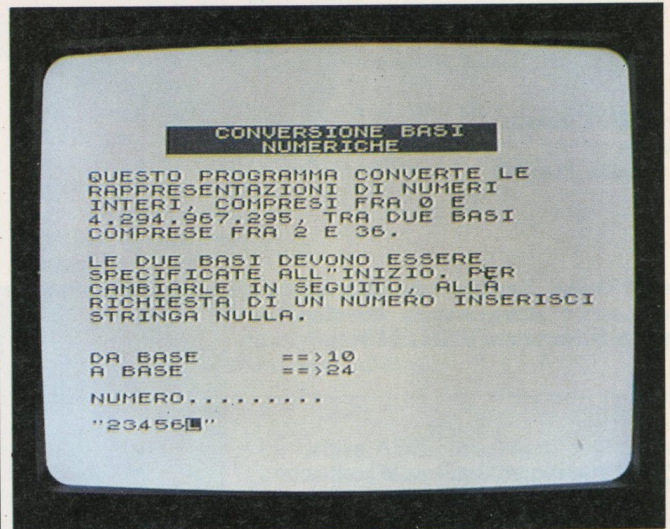 CONVERSIONE BASI
NUMERICHE
QUESTO PROGRAMMA CONVERTE LE
RAPPRESENTAZIONI DI NUMERI
INTERI, COMPRESI FRA 0 E
4.294.967.295, TRA DUE BASI
COMPRESE FRA 2 E 36.
LE DUE BASI DEVONO ESSERE
SPECIFICATE ALL"INIZIO. PER
CAMBIARLE IN SEGUITO, ALLA
RICHIESTA DI UN NUMERO INSERISCI
STRINGA NULLA.
DA BASE ==>10
A BASE ==>24
NUMERO.........
"23456L"